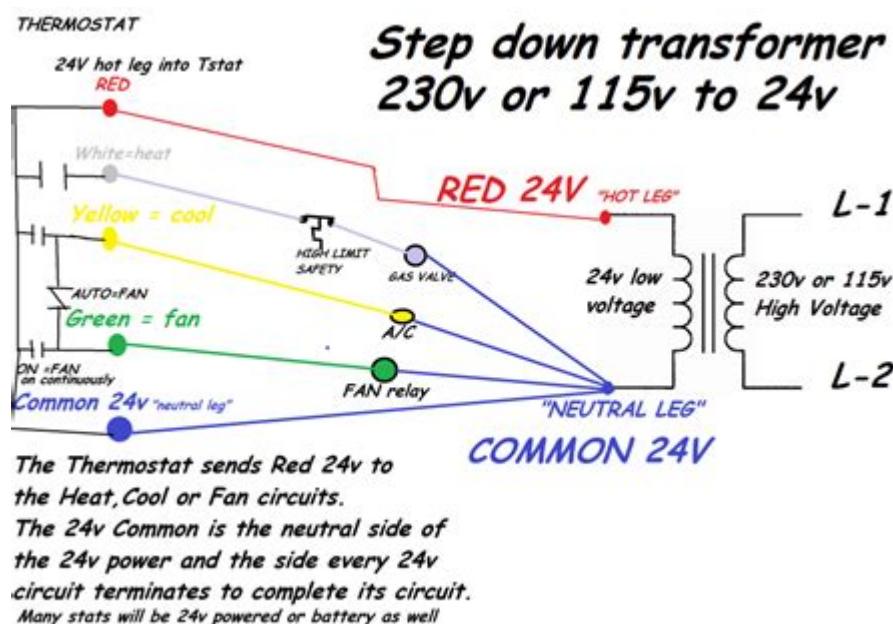 THERMOSTAT
Step down transformer
230v or 115v to 24v
24V hot leg into Tstat
RED
White=heat
RED 24V "HOT LEG"
L-1
Yellow = cool
HIGH LIMIT
SAFETY
GAS VALVE
24v low
voltage
230v or 115v
High Voltage
AUTO=FAN
Green = fan
A/C
ON =FAN
on continuously
FAN relay
L-2
Common 24v "neutral leg"
"NEUTRAL LEG"
COMMON 24V
The Thermostat sends Red 24v to
the Heat,Cool or Fan circuits.
The 24v Common is the neutral side of
the 24v power and the side every 24v
circuit terminates to complete its circuit.
Many stats will be 24v powered or battery as well